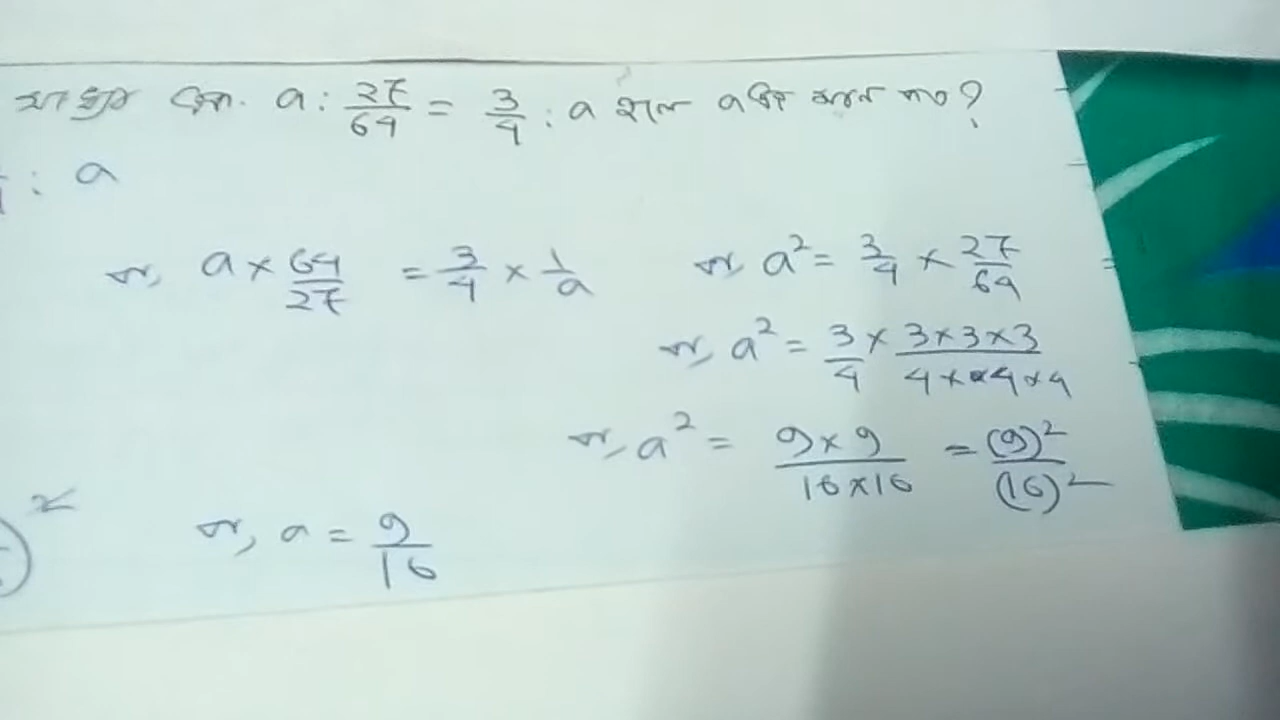 a : 27/64 = 3/4 : a হলে a এর মান কত?
: a
বা, a × 64/27 = 3/4 × 1/a
বা, a² = 3/4 × 27/64
বা, a² = 3/4 × 3×3×3/4×4×4
বা, a² = 9×9/16×16 = (9)²/(16)²
বা, a = 9/16